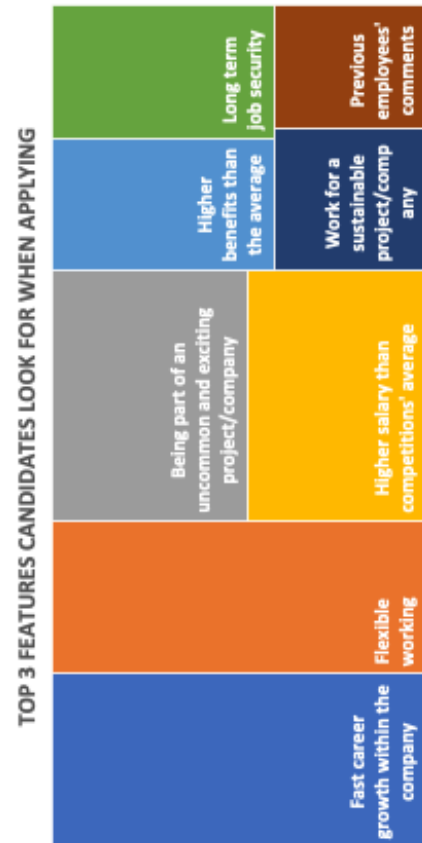 TOP 3 FEATURES CANDIDATES LOOK FOR WHEN APPLYING
Fast career
growth within the
company
Flexible
working
Being part of an
uncommon and exciting
project/company
Higher salary than
competitions' average
Higher
benefits than
the average
Long term
job security
Work for a
sustainable
project/comp
any
Previous
employees'
comments